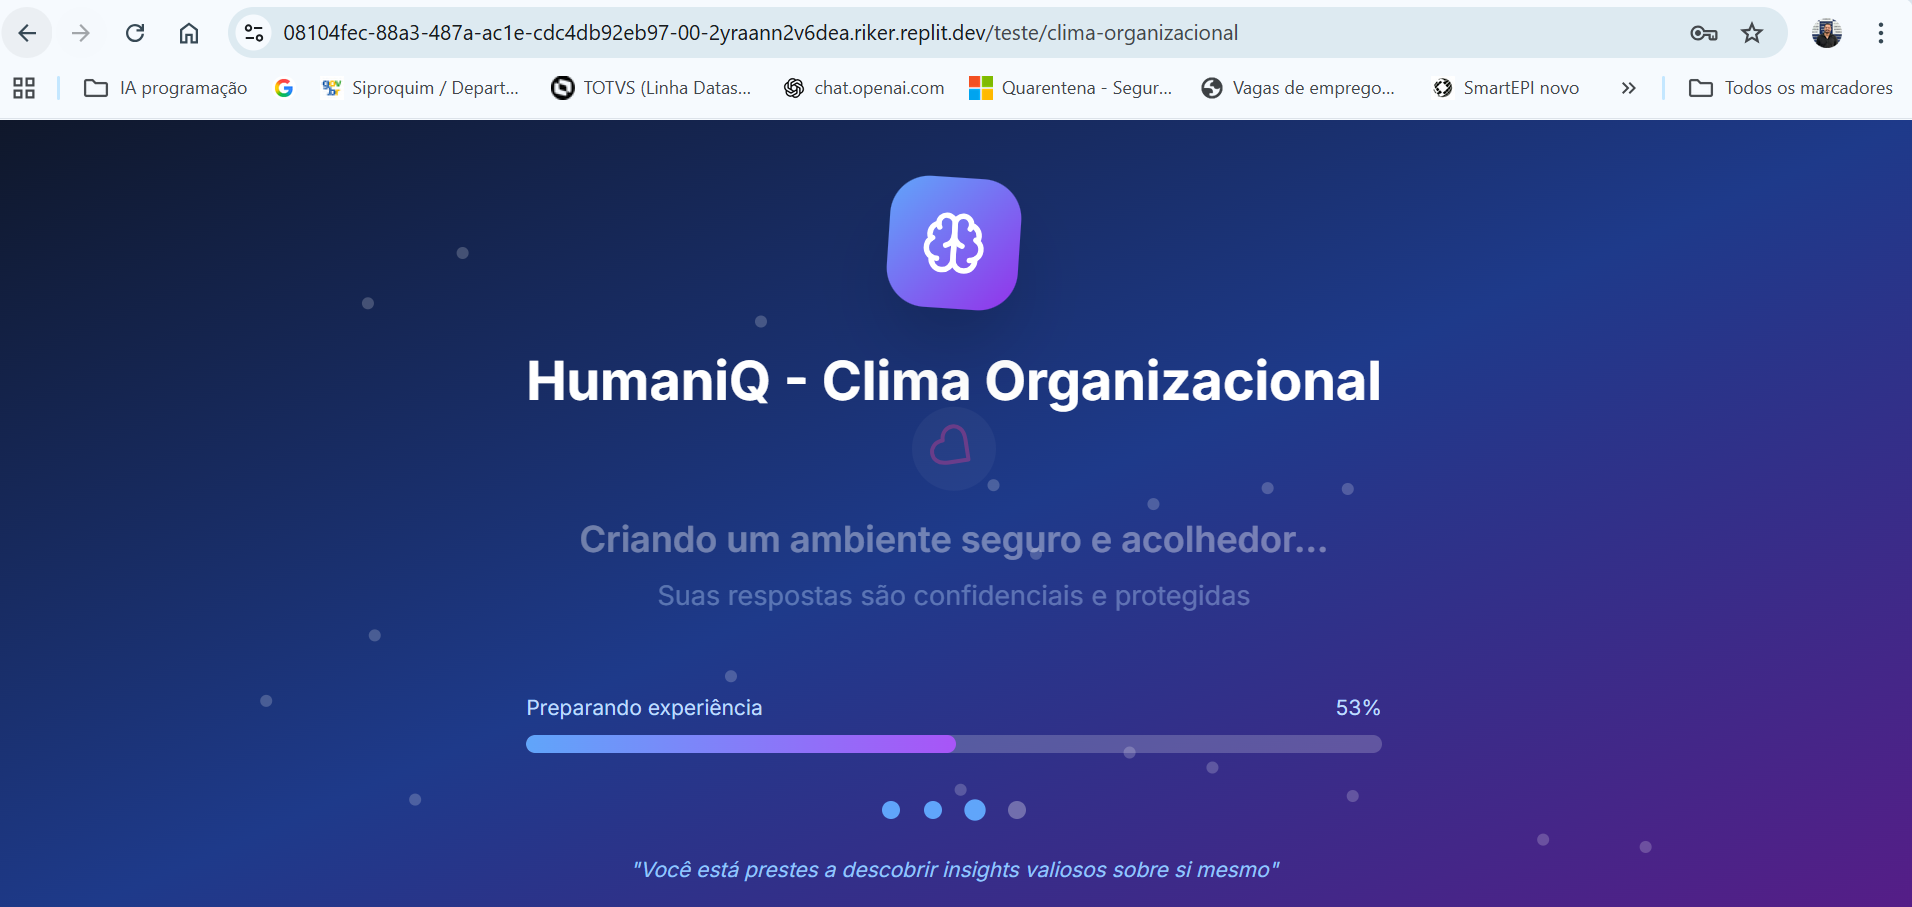 08104fec-88a3-487a-ac1e-cdc4db92eb97-00-2yraann2v6dea.riker.replit.dev/teste/clima-organizacional
IA programação Siproquim / Depart... TOTVS (Linha Datas... chat.openai.com Quarentena - Segur... Vagas de emprego... SmartEPI novo » Todos os marcadores
HumaniQ - Clima Organizacional
Criando um ambiente seguro e acolhedor...
Suas respostas são confidenciais e protegidas
Preparando experiência 53%
"Você está prestes a descobrir insights valiosos sobre si mesmo"